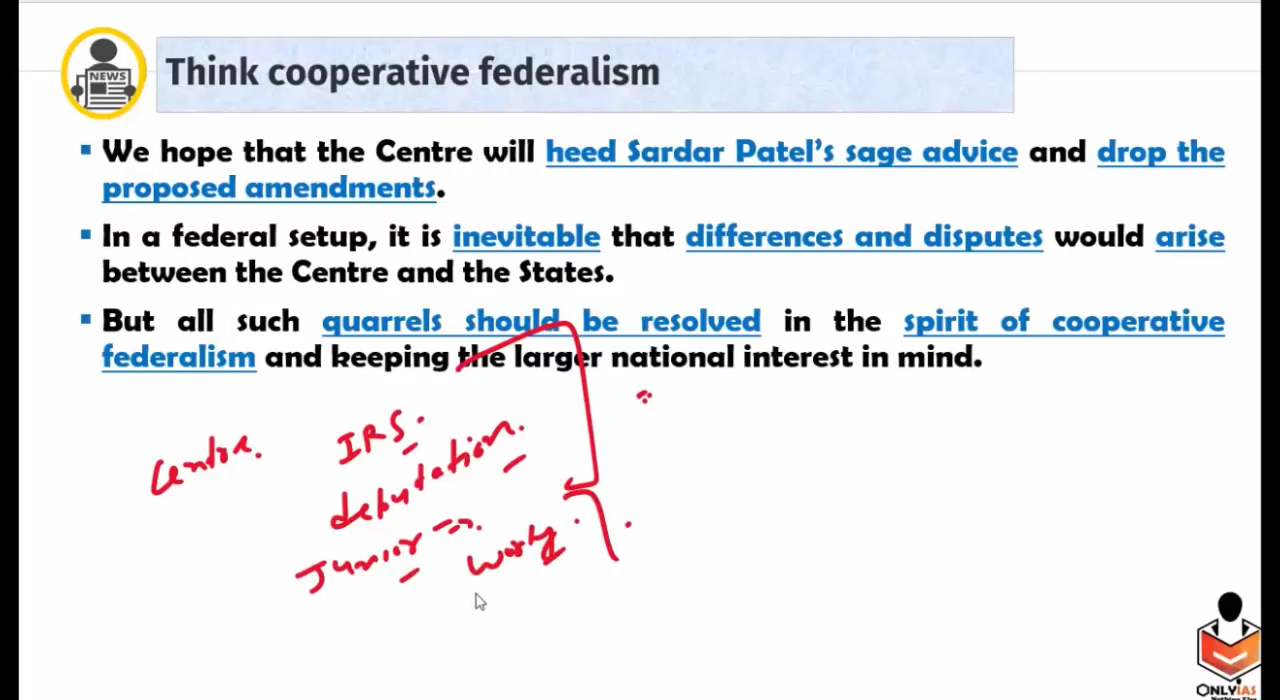 NEWS
Think cooperative federalism
▪ We hope that the Centre will heed Sardar Patel's sage advice and drop the
proposed amendments.
▪ In a federal setup, it is inevitable that differences and disputes would arise
between the Centre and the States.
▪ But all such quarrels should be resolved in the spirit of cooperative
federalism and keeping the larger national interest in mind.
Centre. IRS.
deputation.
Junior
ONLYIAS
Nothing Else